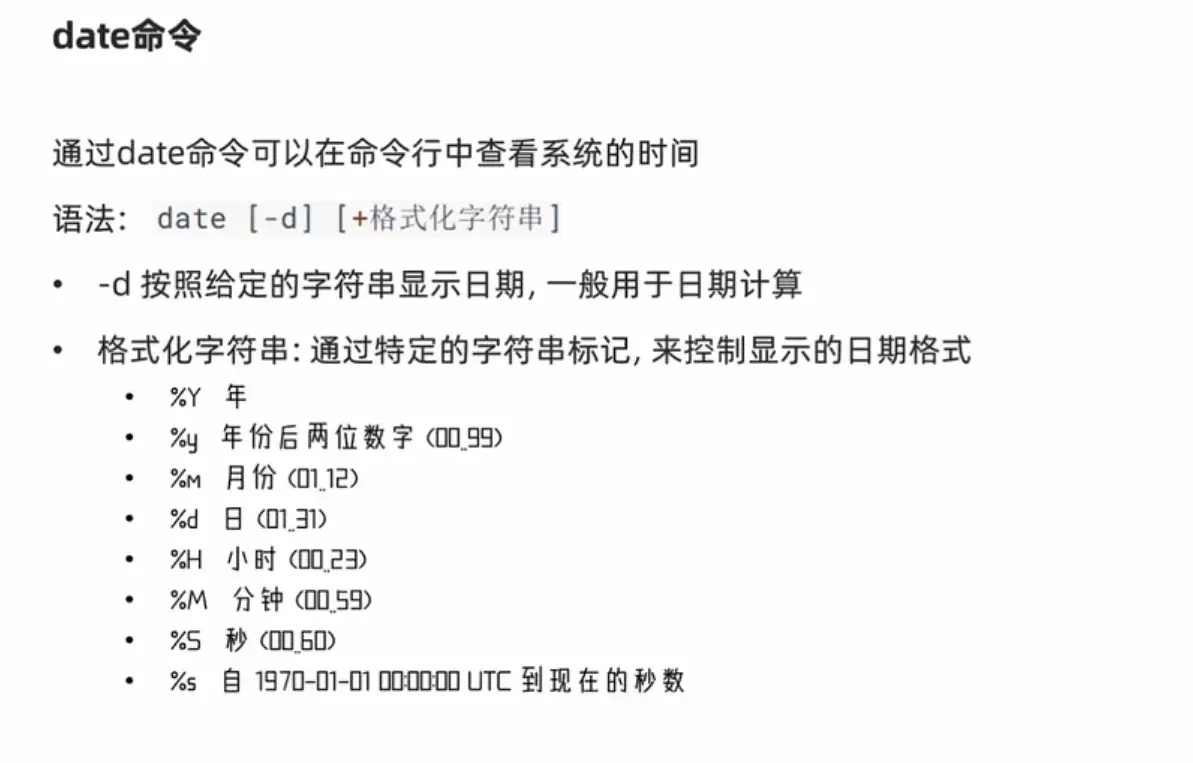 date命令
通过date命令可以在命令行中查看系统的时间
语法： date [-d] [+格式化字符串]
• -d 按照给定的字符串显示日期, 一般用于日期计算
• 格式化字符串: 通过特定的字符串标记, 来控制显示的日期格式
• %Y 年
• %y 年份后两位数字 (00..99)
• %m 月份 (01..12)
• %d 日 (01..31)
• %H 小时 (00..23)
• %M 分钟 (00..59)
• %S 秒 (00..60)
• %s 自 1970-01-01 00:00:00 UTC 到现在的秒数